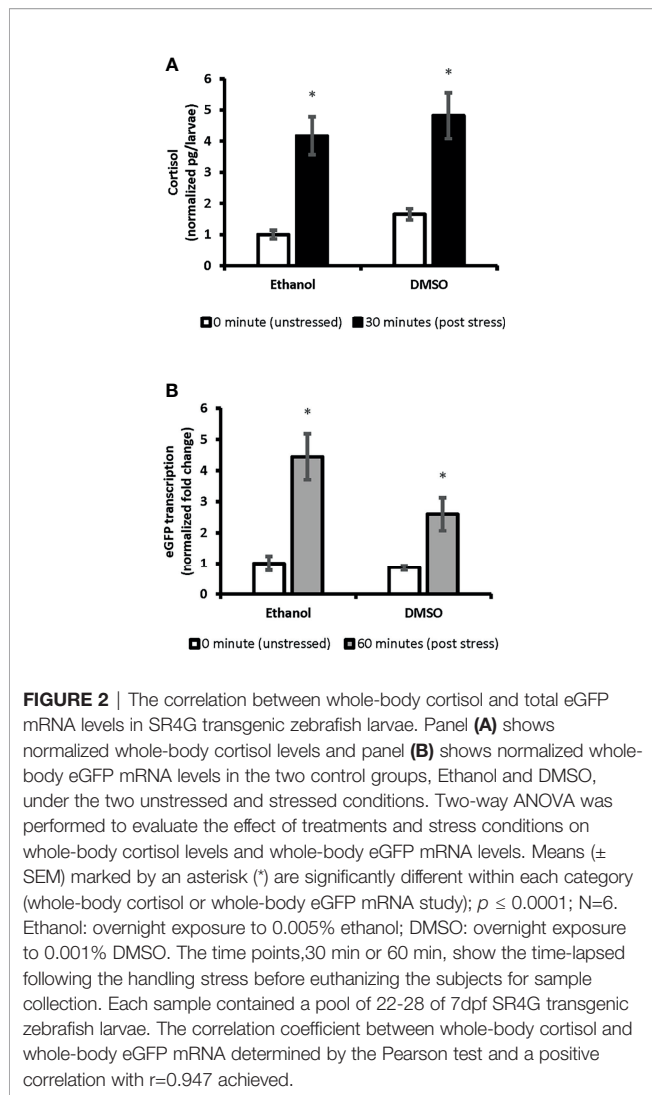 A
Cortisol
(normalized pg/larvae)
6
5
4
3
2
1
0
*
*
Ethanol
DMSO
0 minute (unstressed)
30 minutes (post stress)
B
eGFP transcription
(normalized fold change)
6
5
4
3
2
1
0
*
*
Ethanol
DMSO
0 minute (unstressed)
60 minutes (post stress)
FIGURE 2 | The correlation between whole-body cortisol and total eGFP
mRNA levels in SR4G transgenic zebrafish larvae. Panel (A) shows
normalized whole-body cortisol levels and panel (B) shows normalized whole-
body eGFP mRNA levels in the two control groups, Ethanol and DMSO,
under the two unstressed and stressed conditions. Two-way ANOVA was
performed to evaluate the effect of treatments and stress conditions on
whole-body cortisol levels and whole-body eGFP mRNA levels. Means (±
SEM) marked by an asterisk (*) are significantly different within each category
(whole-body cortisol or whole-body eGFP mRNA study); p ≤ 0.0001; N=6.
Ethanol: overnight exposure to 0.005% ethanol; DMSO: overnight exposure
to 0.001% DMSO. The time points,30 min or 60 min, show the time-lapsed
following the handling stress before euthanizing the subjects for sample
collection. Each sample contained a pool of 22-28 of 7dpf SR4G transgenic
zebrafish larvae. The correlation coefficient between whole-body cortisol and
whole-body eGFP mRNA determined by the Pearson test and a positive
correlation with r=0.947 achieved.